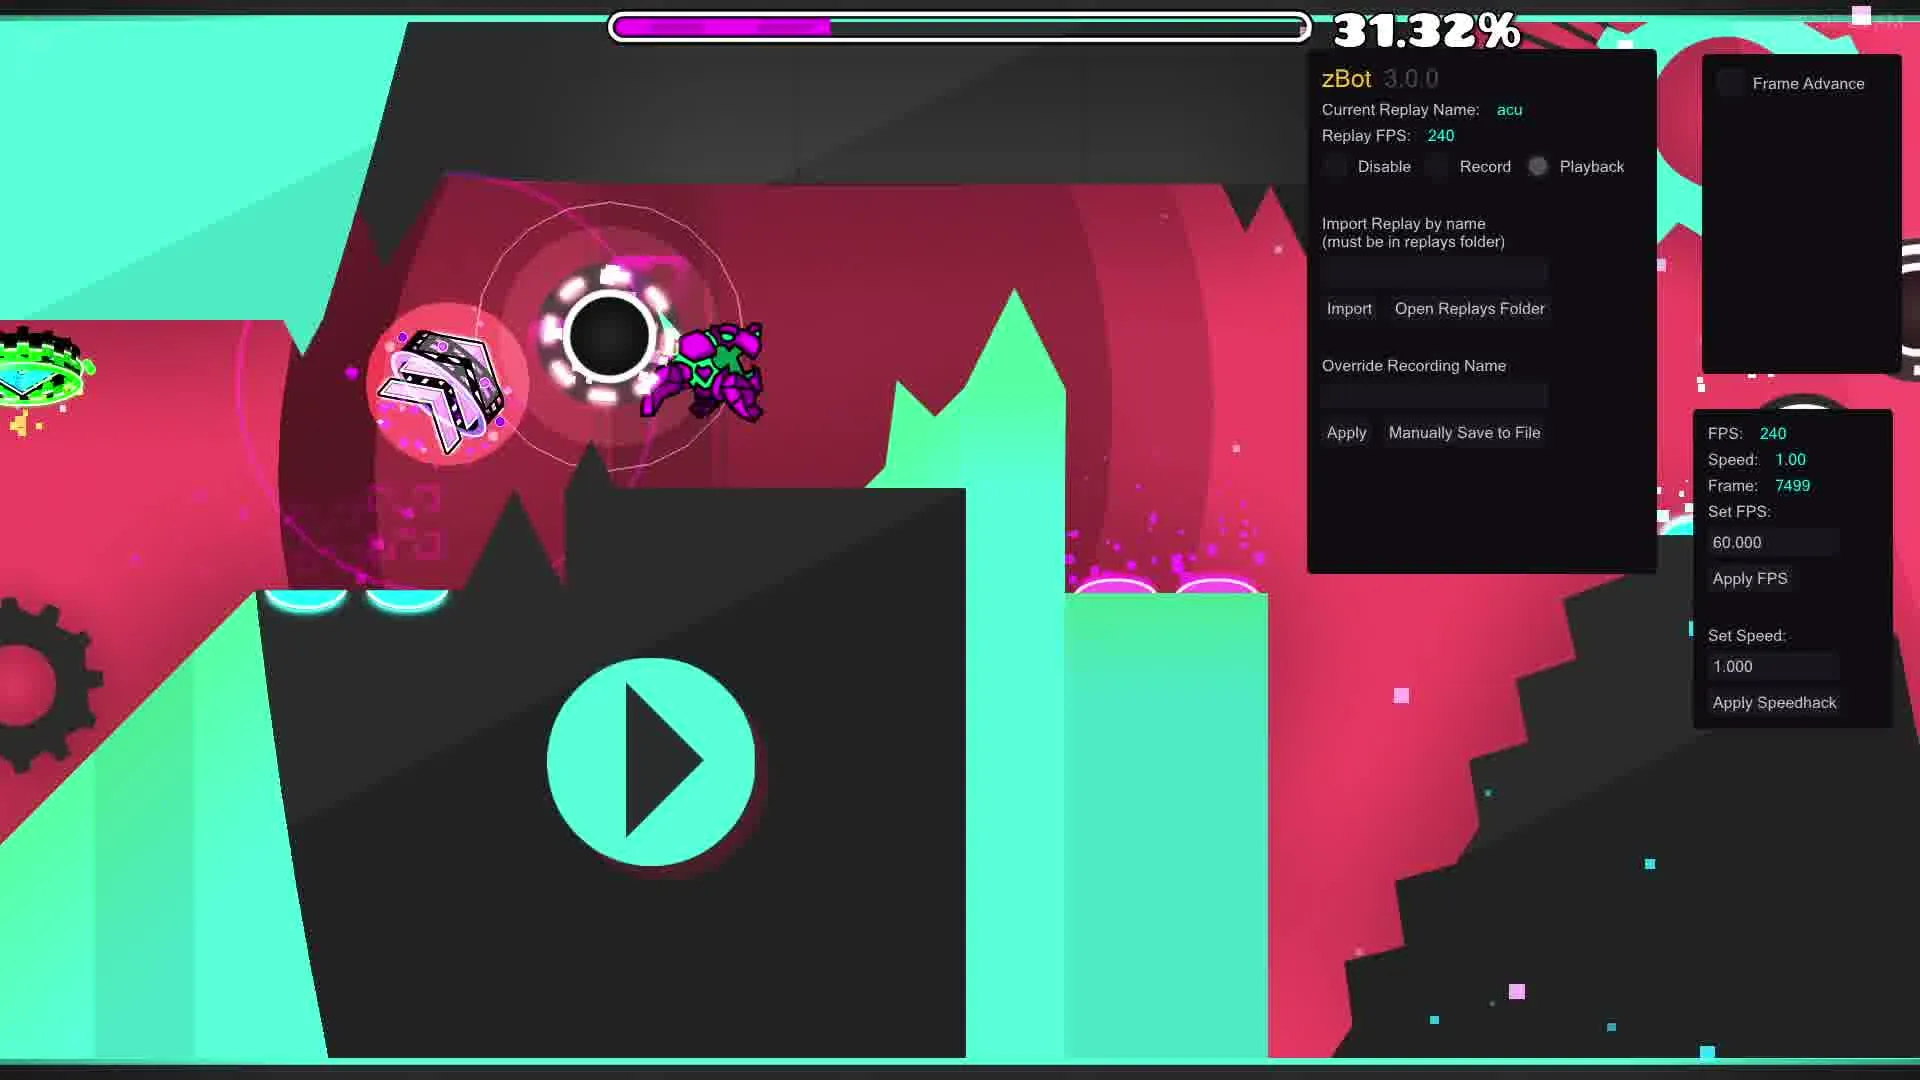 31.32%
zBot 3.0.0
Current Replay Name: acu
Replay FPS: 240
Disable Record Playback
Import Replay by name
(must be in replays folder)
Import Open Replays Folder
Override Recording Name
Apply Manually Save to File
Frame Advance
FPS: 240
Speed: 1.00
Frame: 7499
Set FPS:
60.000
Apply FPS
Set Speed:
1.000
Apply Speedhack